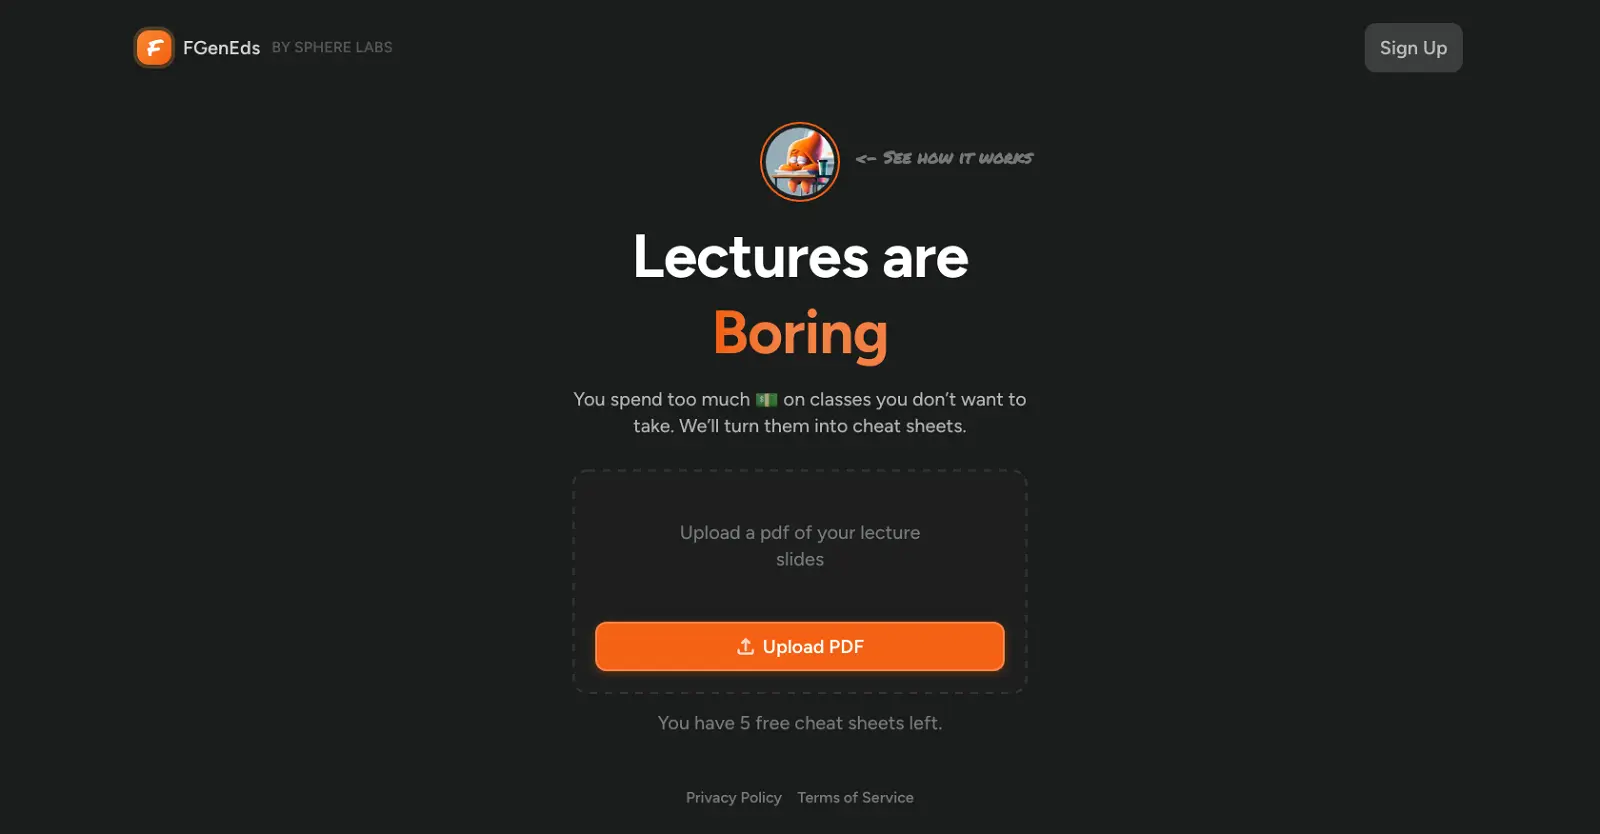 FGenEds BY SPHERE LABS
Sign Up
<- See how it works
Lectures are
Boring
You spend too much 💵 on classes you don’t want to
take. We’ll turn them into cheat sheets.
Upload a pdf of your lecture
slides
Upload PDF
You have 5 free cheat sheets left.
Privacy Policy Terms of Service